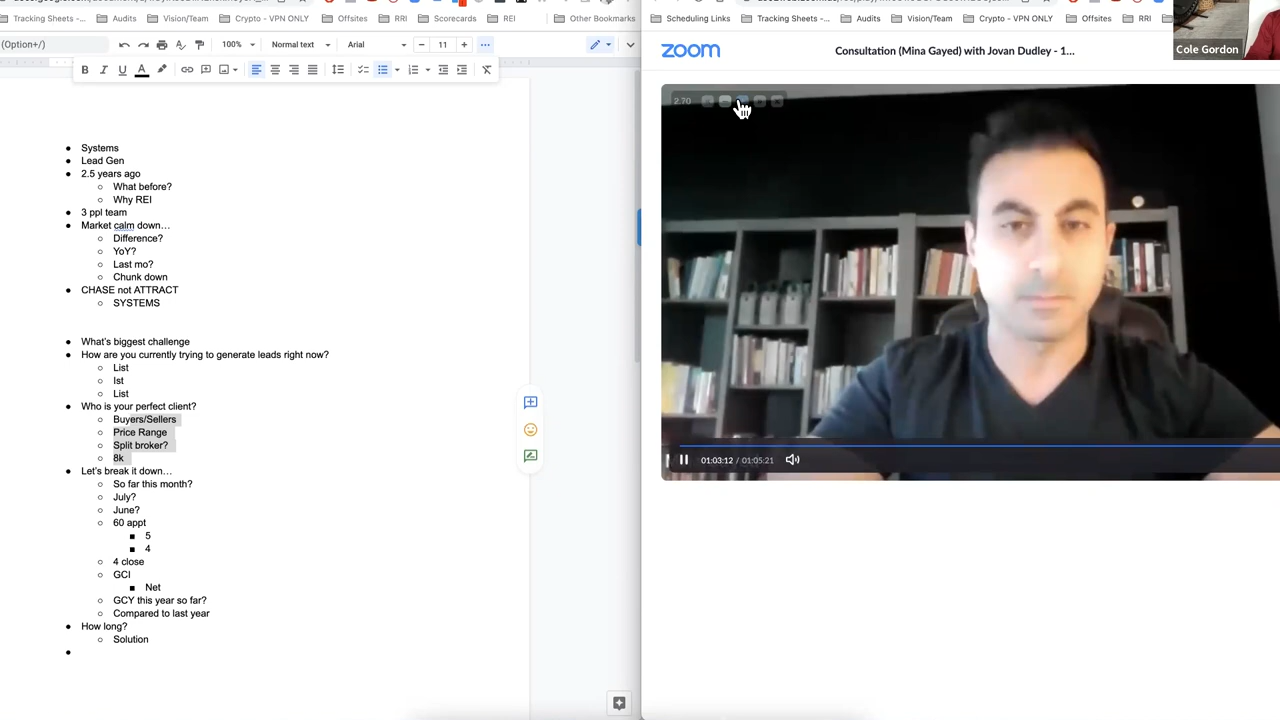 Tracking Sheets -...
Audits
Vision/Team
Crypto - VPN ONLY
Offsites
RRI
Scorecards
REI
Other Bookmarks
(Option+/)
100%
Normal text
Arial
11
Systems
Lead Gen
2.5 years ago
What before?
Why REI
3 ppl team
Market calm down…
Difference?
YoY?
Last mo?
Chunk down
CHASE not ATTRACT
SYSTEMS
What's biggest challenge
How are you currently trying to generate leads right now?
List
Ist
List
Who is your perfect client?
Buyers/Sellers
Price Range
Split broker?
8k
Let's break it down…
So far this month?
July?
June?
60 appt
5
4
4 close
GCI
Net
GCY this year so far?
Compared to last year
How long?
Solution
Scheduling Links
Tracking Sheets -...
Audits
Vision/Team
Crypto - VPN ONLY
Offsites
RRI
Cole Gordon
zoom
Consultation (Mina Gayed) with Jovan Dudley - 1...
2.70
01:03:12 / 01:05:21